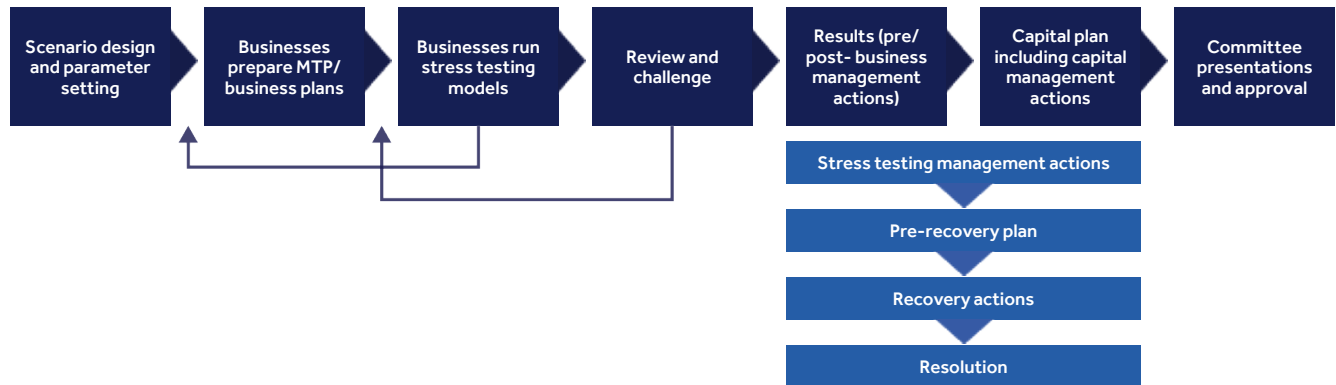 Scenario design
and parameter
setting
Businesses
prepare MTP/
business plans
Businesses run
stress testing
models
Review and
challenge
Results (pre/
post- business
management
actions)
Capital plan
including capital
management
actions
Committee
presentations
and approval
Stress testing management actions
Pre-recovery plan
Recovery actions
Resolution